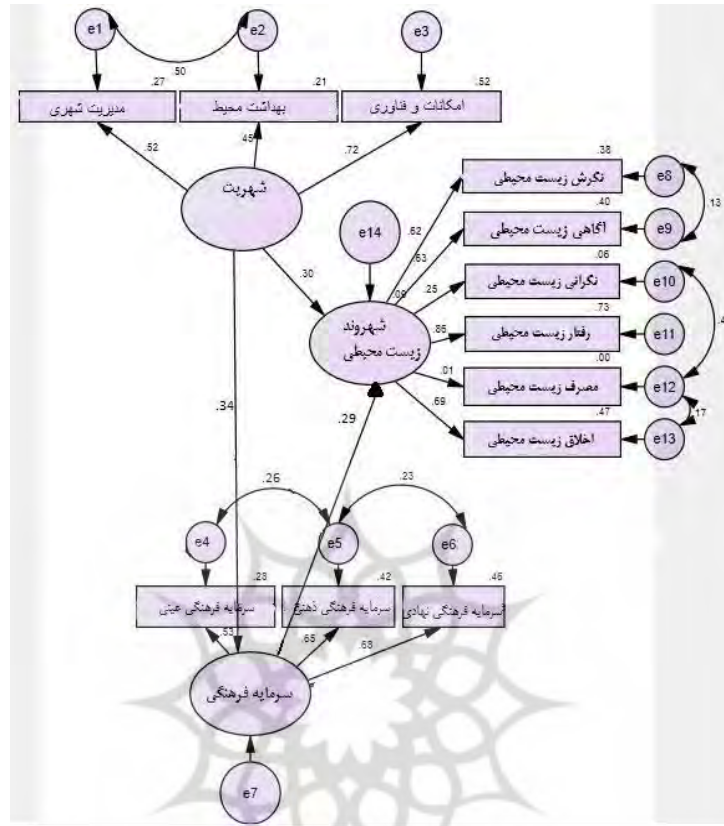 e1
e2
e3
.50
.27
.21
.52
مدیریت شهری
بهداشت محیط
امکانات و فناوری
.52
.45
.72
شهریت
.38
نگرش زیست محیطی
e8
.13
.62
e14
.40
آگاهی زیست محیطی
e9
.63
.30
.06
نگرانی زیست محیطی
e10
.25
.09
شهروند
زیست محیطی
.73
رفتار زیست محیطی
e11
.86
.00
مصرف زیست محیطی
e12
.01
.17
.69
.47
اخلاق زیست محیطی
e13
.34
.29
.26
.23
e4
e5
e6
.28
.42
.46
سرمایه فرهنگی عینی
سرمایه فرهنگی ذهنی
سرمایه فرهنگی نهادی
.53
.65
.68
سرمایه فرهنگی
e7